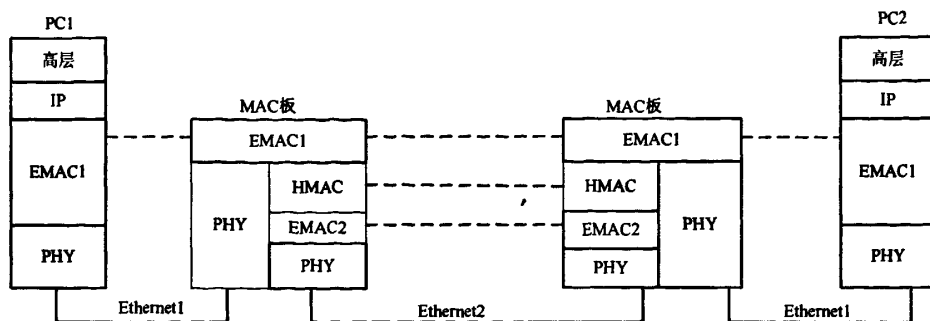 PC1
高层
IP
EMAC1
PHY
MAC板
EMAC1
PHY
HMAC
EMAC2
PHY
MAC板
EMAC1
HMAC
EMAC2
PHY
PHY
PC2
高层
IP
EMAC1
PHY
Ethernet1
Ethernet2
Ethernet1